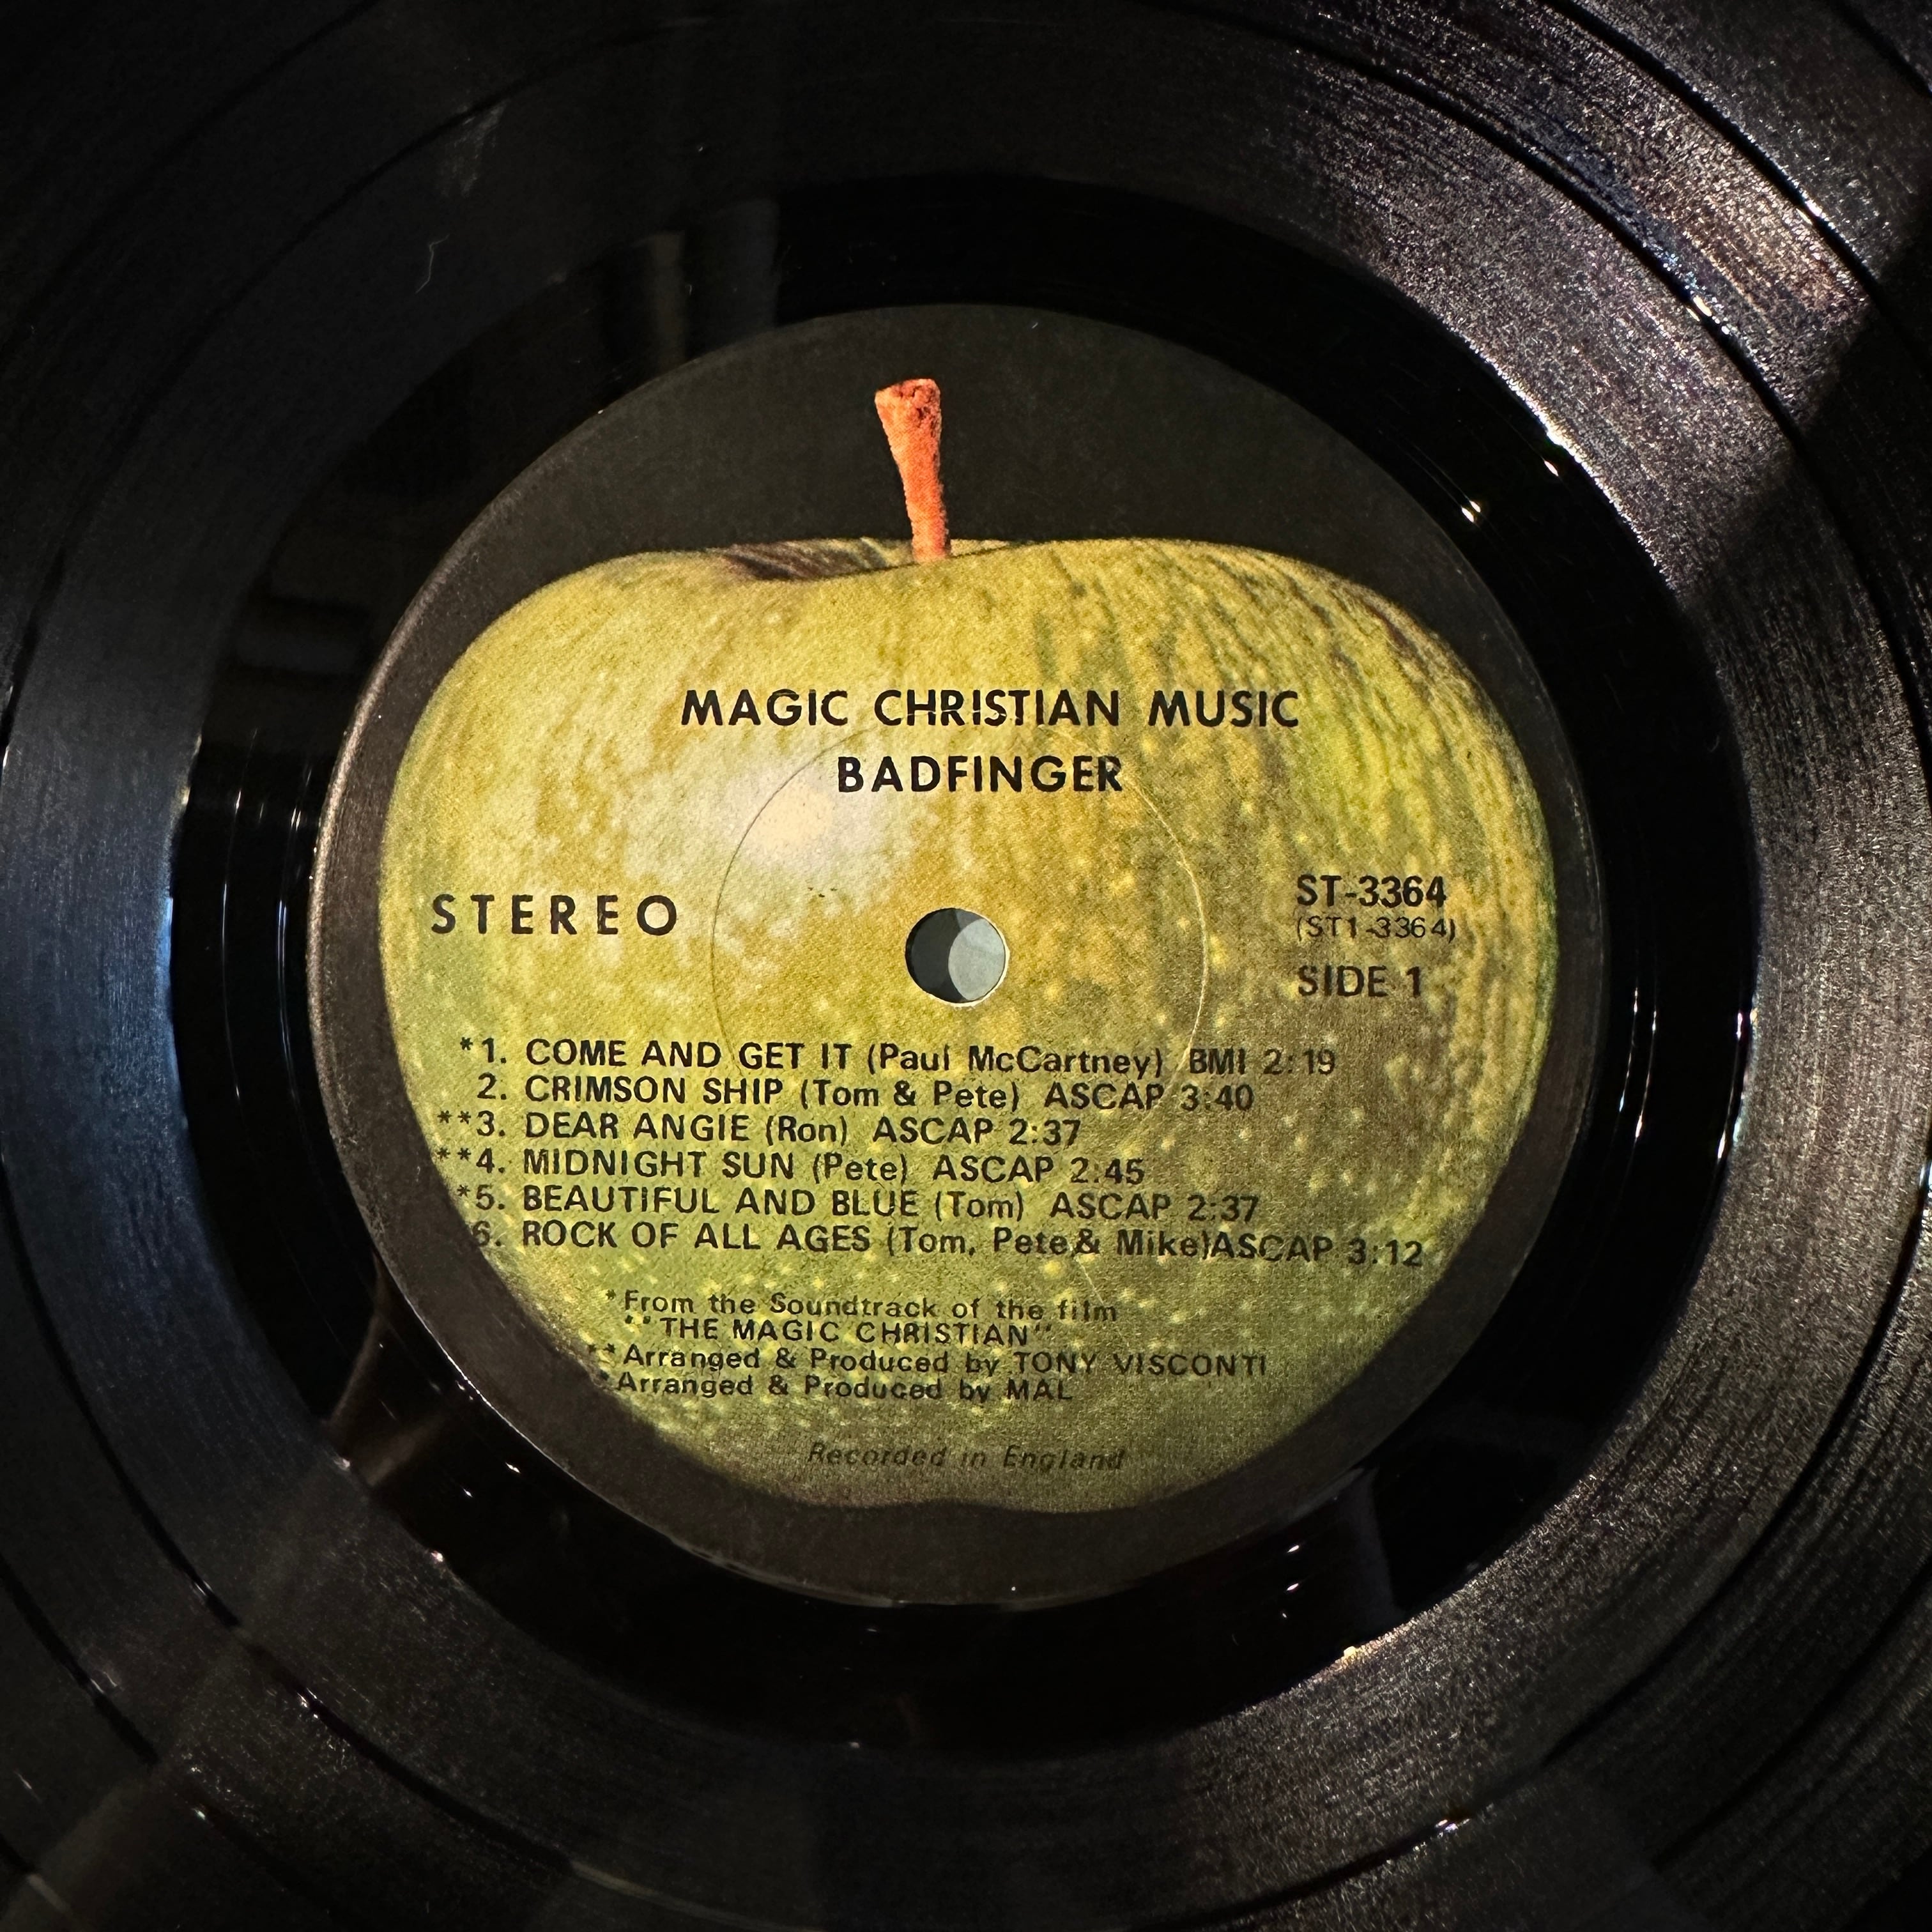 MAGIC CHRISTIAN MUSIC
BADFINGER
STEREO
ST-3364
(ST1-3364)
SIDE 1
*1. COME AND GET IT (Paul McCartney) BMI 2:19
2. CRIMSON SHIP (Tom & Pete) ASCAP 3:40
**3. DEAR ANGIE (Ron) ASCAP 2:37
**4. MIDNIGHT SUN (Pete) ASCAP 2:45
*5. BEAUTIFUL AND BLUE (Tom) ASCAP 2:37
6. ROCK OF ALL AGES (Tom, Pete& Mike)ASCAP 3:12
*From the Soundtrack of the film
"THE MAGIC CHRISTIAN"
**Arranged & Produced by TONY VISCONTI
*Arranged & Produced by MAL
Recorded in England